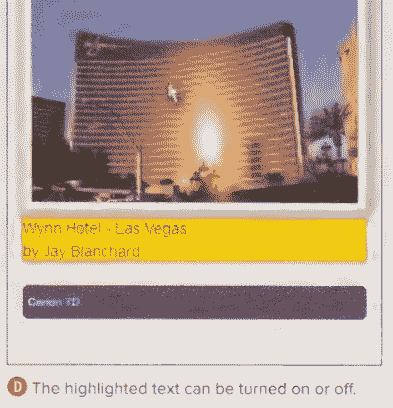 Wynn Hotel - Las Vegas
by Jay Blanchard
Canon 7D
D The highlighted text can be turned on or off.